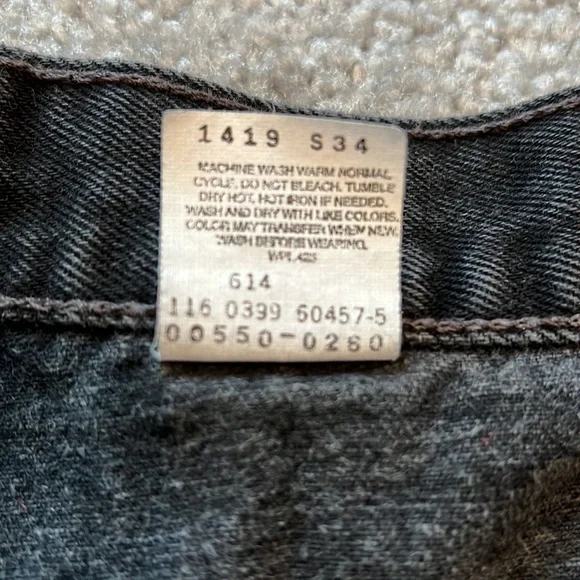 1419 S34
MACHINE WASH WARM NORMAL
CYCLE. DO NOT BLEACH. TUMBLE
DRY HOT, HOT IRON IF NEEDED.
WASH AND DRY WITH LIKE COLORS.
COLOR MAY TRANSFER WHEN NEW.
WASH BEFORE WEARING.
WPL423
614
116 0399 60457-5
00550-0260